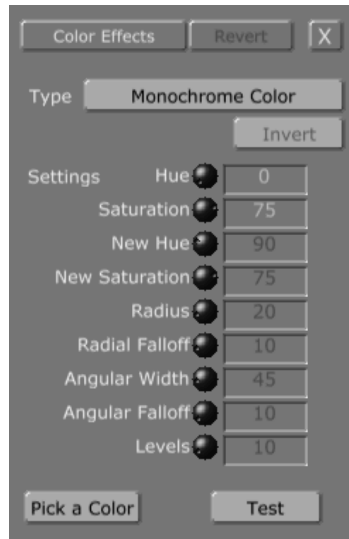 Color Effects Revert X
Type Monochrome Color
Invert
Settings Hue 0
Saturation 75
New Hue 90
New Saturation 75
Radius 20
Radial Falloff 10
Angular Width 45
Angular Falloff 10
Levels 10
Pick a Color Test